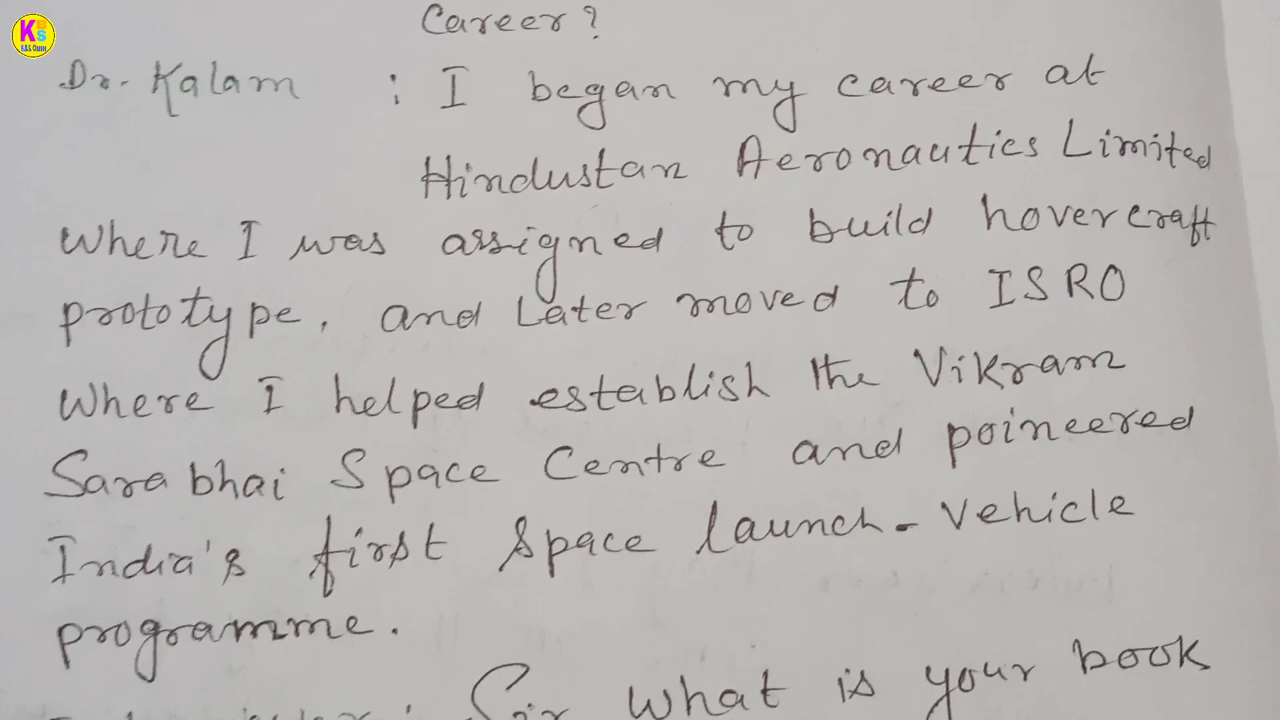 KBS
K.B.S Charm
Career?
Dr. Kalam : I began my career at
Hindustan Aeronautics Limited
Where I was assigned to build hovercraft
prototype, and Later moved to ISRO
Where I helped establish the Vikram
Sarabhai Space Centre and poineered
India's first Space launch-vehicle
programme.
: Sir What is your book